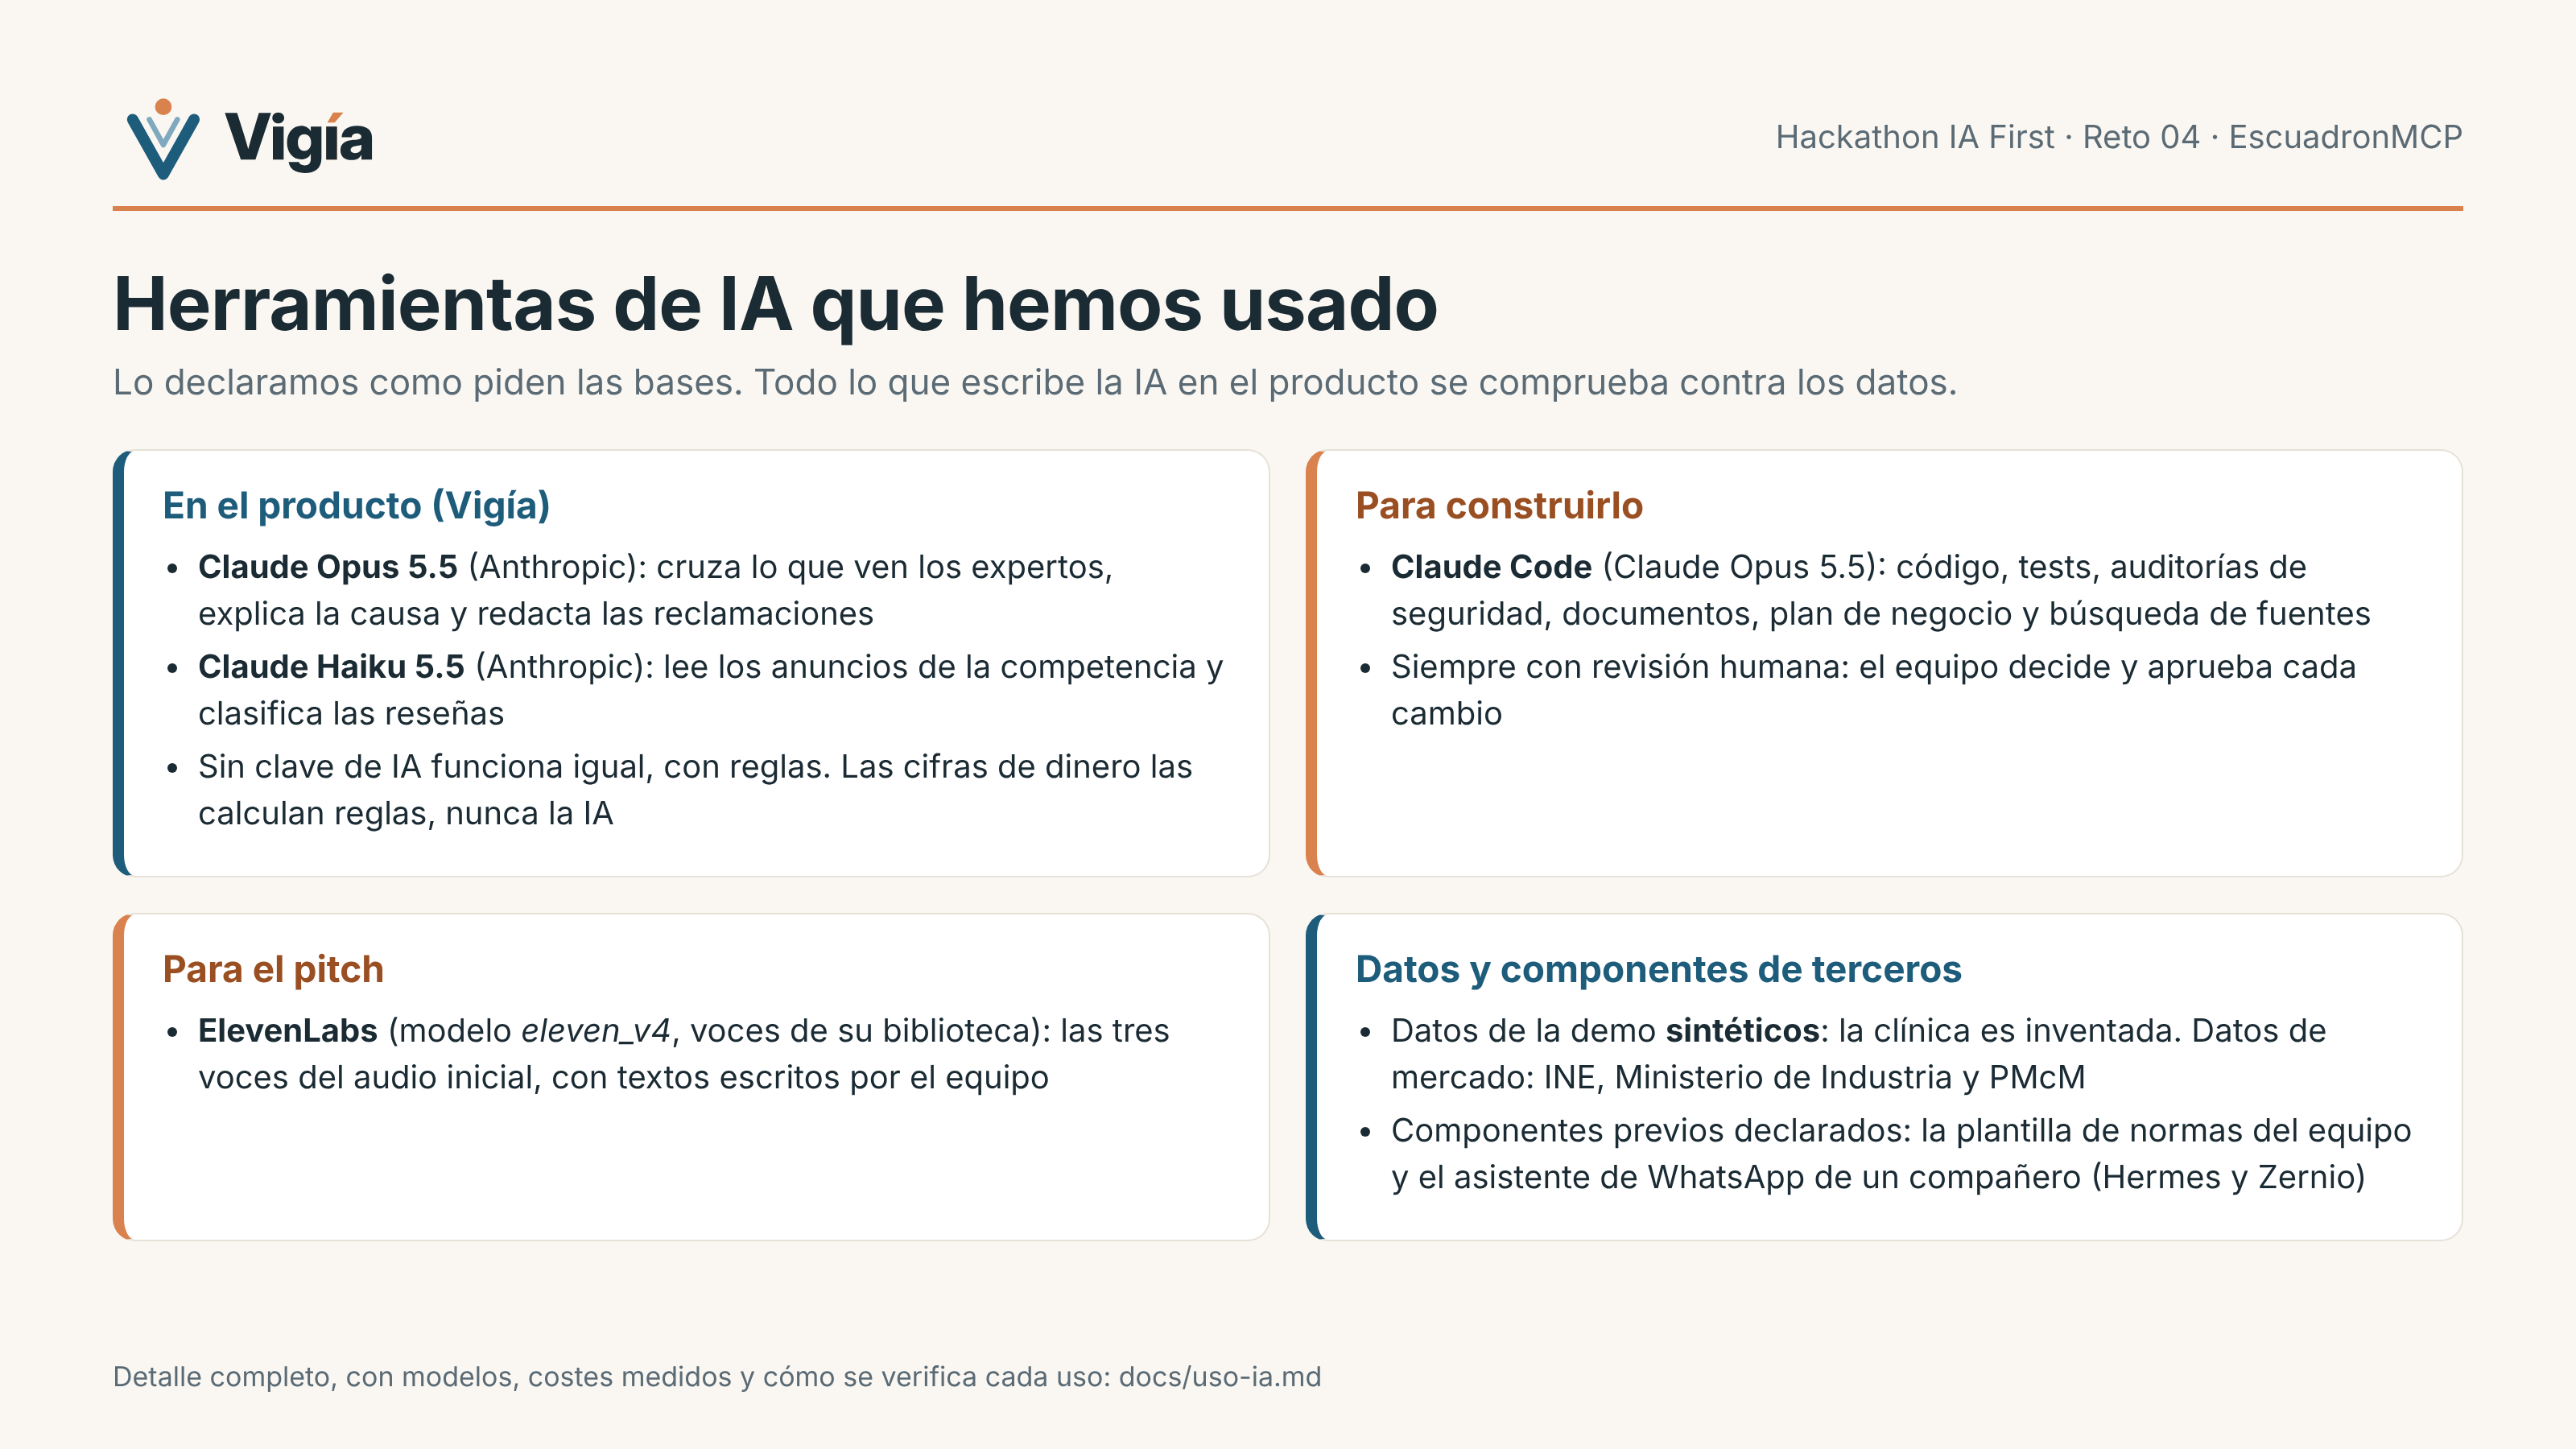 Vigía
Hackathon IA First · Reto 04 · EscuadronMCP
Herramientas de IA que hemos usado
Lo declaramos como piden las bases. Todo lo que escribe la IA en el producto se comprueba contra los datos.
En el producto (Vigía)
• Claude Opus 5.5 (Anthropic): cruza lo que ven los expertos,
explica la causa y redacta las reclamaciones
• Claude Haiku 5.5 (Anthropic): lee los anuncios de la competencia y
clasifica las reseñas
• Sin clave de IA funciona igual, con reglas. Las cifras de dinero las
calculan reglas, nunca la IA
Para construirlo
• Claude Code (Claude Opus 5.5): código, tests, auditorías de
seguridad, documentos, plan de negocio y búsqueda de fuentes
• Siempre con revisión humana: el equipo decide y aprueba cada
cambio
Para el pitch
• ElevenLabs (modelo eleven_v4, voces de su biblioteca): las tres
voces del audio inicial, con textos escritos por el equipo
Datos y componentes de terceros
• Datos de la demo sintéticos: la clínica es inventada. Datos de
mercado: INE, Ministerio de Industria y PMcM
• Componentes previos declarados: la plantilla de normas del equipo
y el asistente de WhatsApp de un compañero (Hermes y Zernio)
Detalle completo, con modelos, costes medidos y cómo se verifica cada uso: docs/uso-ia.md